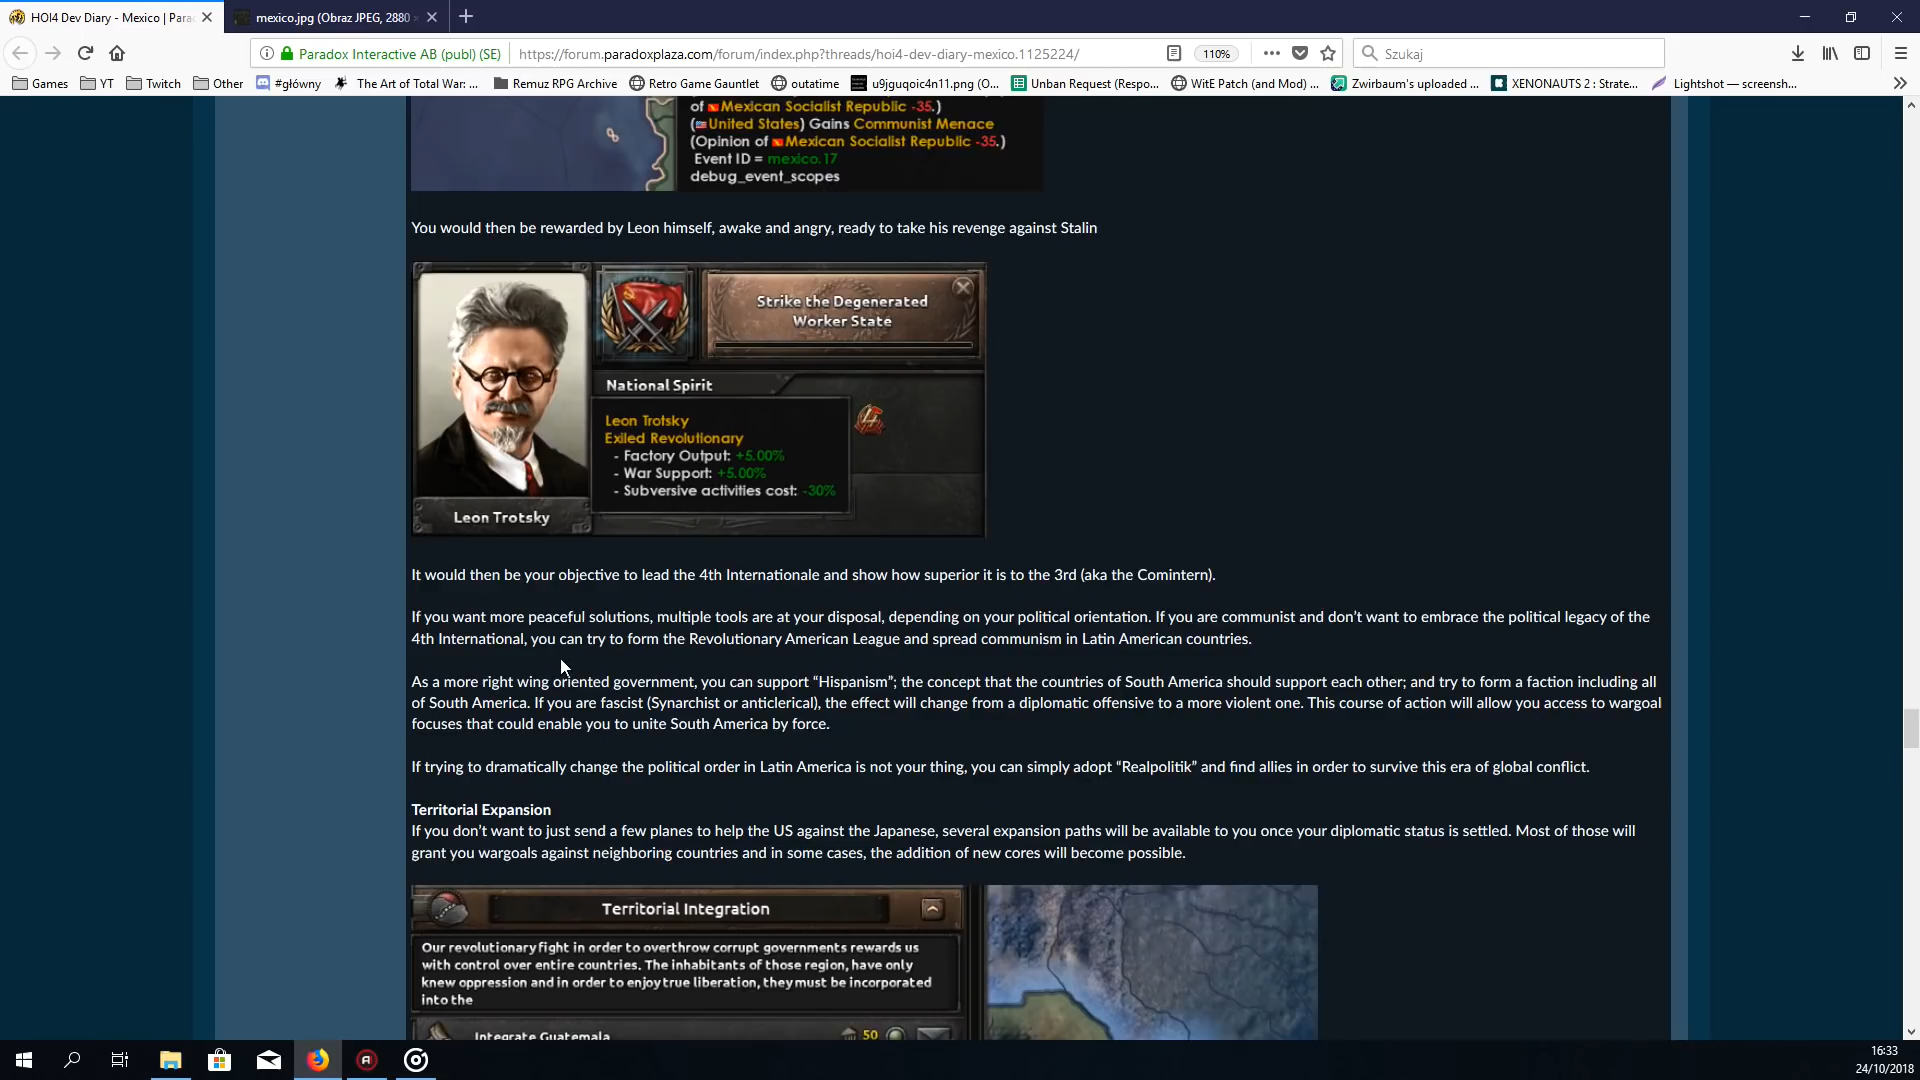 HOI4 Dev Diary - Mexico | Para
mexico.jpg (Obraz JPEG, 2880
Paradox Interactive AB (publ) (SE)
https://forum.paradoxplaza.com/forum/index.php?threads/hoi4-dev-diary-mexico.1125224/
110%
Szukaj
Games
YT
Twitch
Other
#główny
The Art of Total War: ...
Remuz RPG Archive
Retro Game Gauntlet
outatime
u9jguqoic4n11.png (O...
Unban Request (Respo...
WitE Patch (and Mod) ...
Zwirbaum's uploaded ...
XENONAUTS 2 : Strate...
Lightshot — screensh...
of Mexican Socialist Republic -35.)
(United States) Gains Communist Menace
(Opinion of Mexican Socialist Republic -35.)
Event ID = mexico.17
debug_event_scopes
You would then be rewarded by Leon himself, awake and angry, ready to take his revenge against Stalin
Strike the Degenerated
Worker State
National Spirit
Leon Trotsky
Exiled Revolutionary
- Factory Output: +5.00%
- War Support: +5.00%
- Subversive activities cost: -30%
Leon Trotsky
It would then be your objective to lead the 4th Internationale and show how superior it is to the 3rd (aka the Comintern).
If you want more peaceful solutions, multiple tools are at your disposal, depending on your political orientation. If you are communist and don't want to embrace the political legacy of the
4th International, you can try to form the Revolutionary American League and spread communism in Latin American countries.
As a more right wing oriented government, you can support “Hispanism”; the concept that the countries of South America should support each other; and try to form a faction including all
of South America. If you are fascist (Synarchist or anticlerical), the effect will change from a diplomatic offensive to a more violent one. This course of action will allow you access to wargoal
focuses that could enable you to unite South America by force.
If trying to dramatically change the political order in Latin America is not your thing, you can simply adopt “Realpolitik” and find allies in order to survive this era of global conflict.
Territorial Expansion
If you don't want to just send a few planes to help the US against the Japanese, several expansion paths will be available to you once your diplomatic status is settled. Most of those will
grant you wargoals against neighboring countries and in some cases, the addition of new cores will become possible.
Territorial Integration
Our revolutionary fight in order to overthrow corrupt governments rewards us
with control over entire countries. The inhabitants of those region, have only
knew oppression and in order to enjoy true liberation, they must be incorporated
into the
Integrate Guatemala
50
16:33
24/10/2018